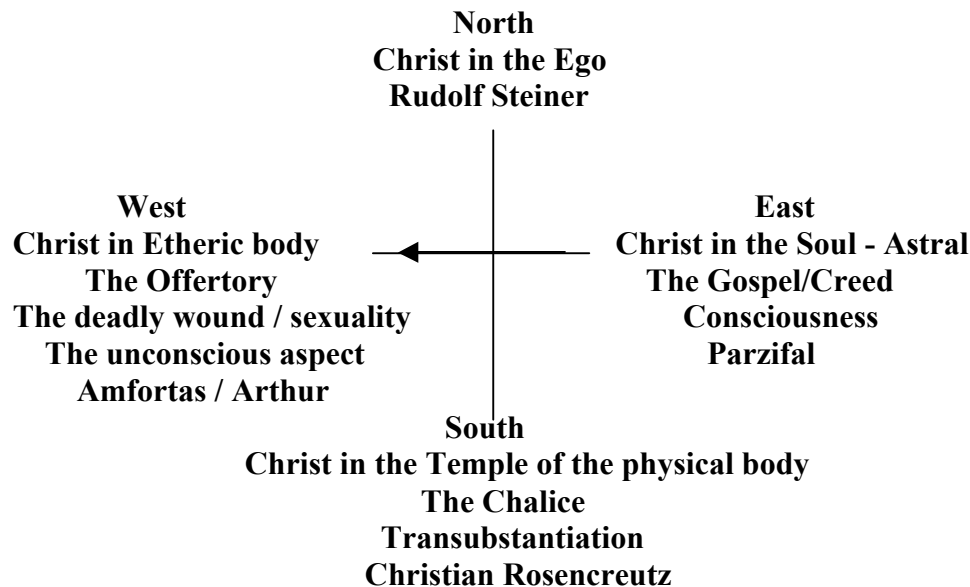 North
Christ in the Ego
Rudolf Steiner
West
Christ in Etheric body
The Offertory
The deadly wound / sexuality
The unconscious aspect
Amfortas / Arthur
East
Christ in the Soul - Astral
The Gospel/Creed
Consciousness
Parzifal
South
Christ in the Temple of the physical body
The Chalice
Transubstantiation
Christian Rosencreutz